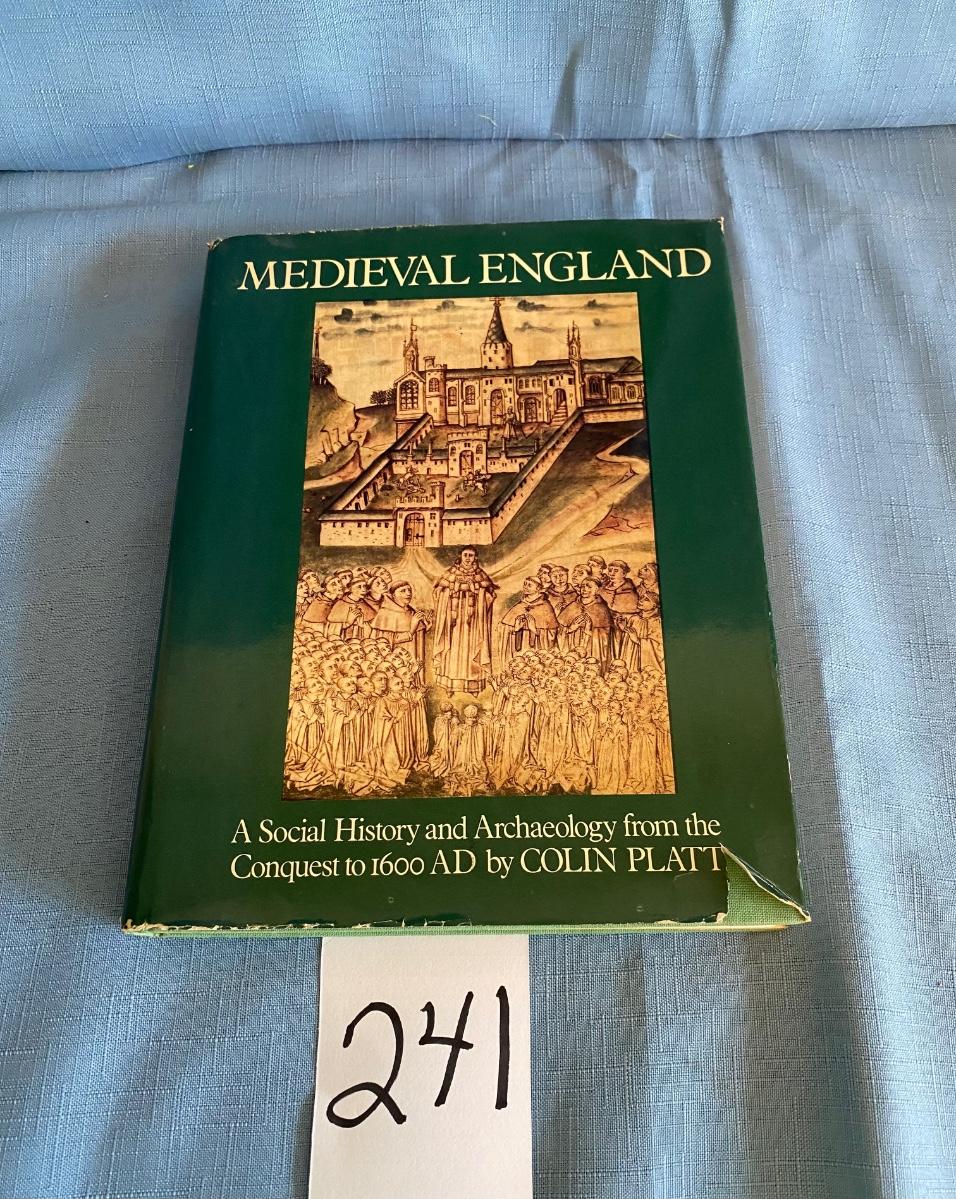 MEDIEVAL ENGLAND
A Social History and Archaeology from the
Conquest to 1600 AD by COLIN PLATT
241